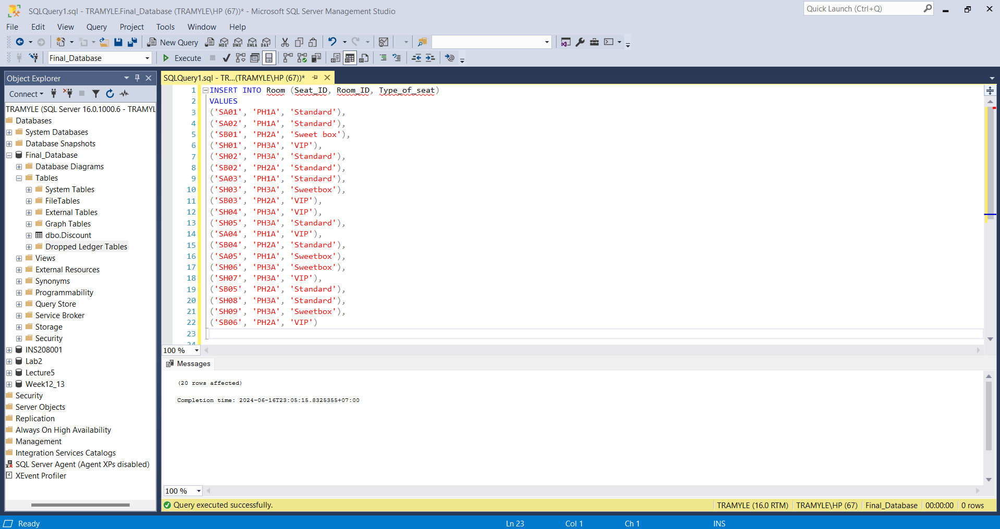 SQLQuery1.sql - TRAMYLE.Final_Database (TRAMYLE\HP (67))* - Microsoft SQL Server Management Studio
Quick Launch (Ctrl+Q)
File Edit View Query Project Tools Window Help
New Query MDX DMX XMLA DAX
Final_Database Execute
Object Explorer
Connect
TRAMYLE (SQL Server 16.0.1000.6 - TRAMYL
Databases
System Databases
Database Snapshots
Final_Database
Database Diagrams
Tables
System Tables
FileTables
External Tables
Graph Tables
dbo.Discount
Dropped Ledger Tables
Views
External Resources
Synonyms
Programmability
Query Store
Service Broker
Storage
Security
INS208001
Lab2
Lecture5
Week12_13
Security
Server Objects
Replication
Always On High Availability
Management
Integration Services Catalogs
SQL Server Agent (Agent XPs disabled)
XEvent Profiler
SQLQuery1.sql - TR...(TRAMYLE\HP (67))*
1 INSERT INTO Room (Seat_ID, Room_ID, Type_of_seat)
2 VALUES
3 ('SA01', 'PH1A', 'Standard'),
4 ('SA02', 'PH1A', 'Standard'),
5 ('SB01', 'PH2A', 'Sweet box'),
6 ('SH01', 'PH3A', 'VIP'),
7 ('SH02', 'PH3A', 'Standard'),
8 ('SB02', 'PH2A', 'Standard'),
9 ('SA03', 'PH1A', 'Standard'),
10 ('SH03', 'PH3A', 'Sweetbox'),
11 ('SB03', 'PH2A', 'VIP'),
12 ('SH04', 'PH3A', 'VIP'),
13 ('SH05', 'PH3A', 'Standard'),
14 ('SA04', 'PH1A', 'VIP'),
15 ('SB04', 'PH2A', 'Standard'),
16 ('SA05', 'PH1A', 'Sweetbox'),
17 ('SH06', 'PH3A', 'Sweetbox'),
18 ('SH07', 'PH3A', 'VIP'),
19 ('SB05', 'PH2A', 'Standard'),
20 ('SH08', 'PH3A', 'Standard'),
21 ('SH09', 'PH3A', 'Sweetbox'),
22 ('SB06', 'PH2A', 'VIP')
23
24
100 %
Messages
(20 rows affected)
Completion time: 2024-06-16T23:05:15.8325355+07:00
100 %
Query executed successfully. TRAMYLE (16.0 RTM) TRAMYLE\HP (67) Final_Database 00:00:00 0 rows
Ready Ln 23 Col 1 Ch 1 INS